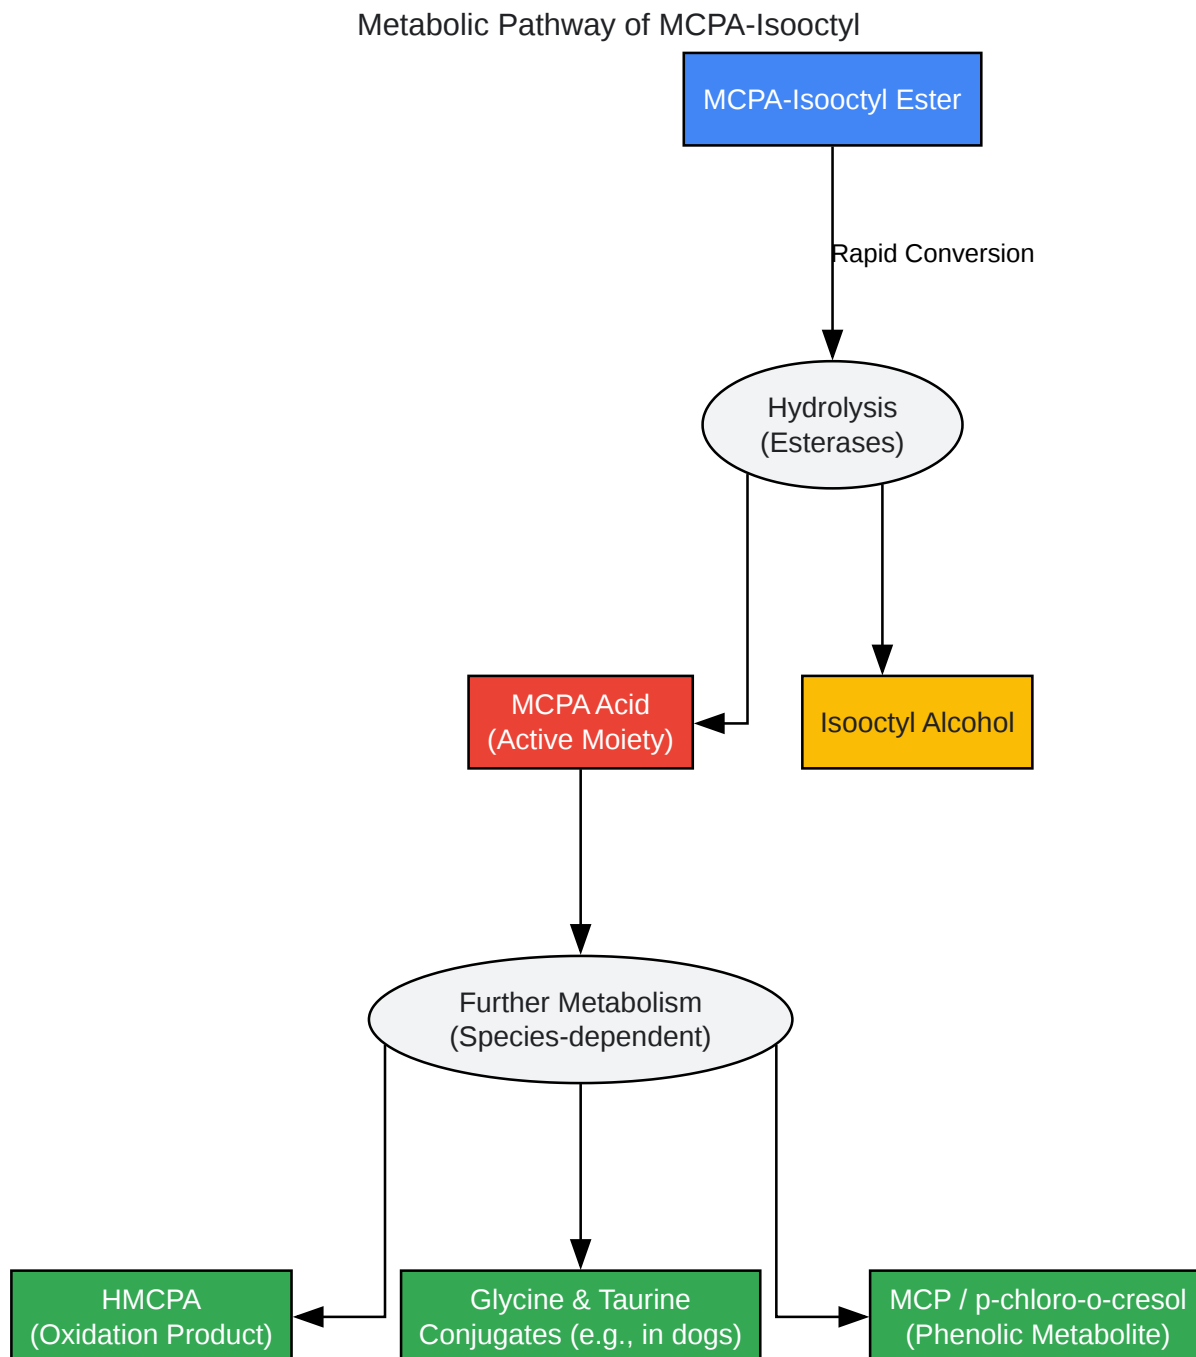 Metabolic Pathway of MCPA-Isooctyl
MCPA-Isooctyl Ester
Rapid Conversion
Hydrolysis
(Esterases)
MCPA Acid
(Active Moiety)
Isooctyl Alcohol
Further Metabolism
(Species-dependent)
HMCPA
(Oxidation Product)
Glycine & Taurine
Conjugates (e.g., in dogs)
MCP / p-chloro-o-cresol
(Phenolic Metabolite)